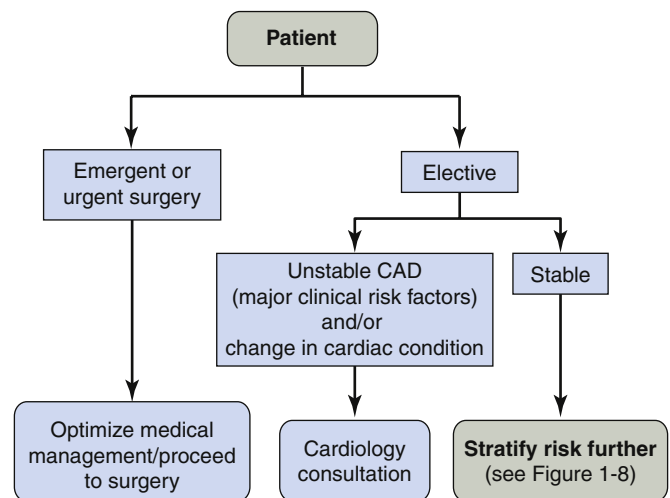 Patient
Emergent or
urgent surgery
Elective
Unstable CAD
(major clinical risk factors)
and/or
change in cardiac condition
Stable
Optimize medical
management/proceed
to surgery
Cardiology
consultation
Stratify risk further
(see Figure 1-8)